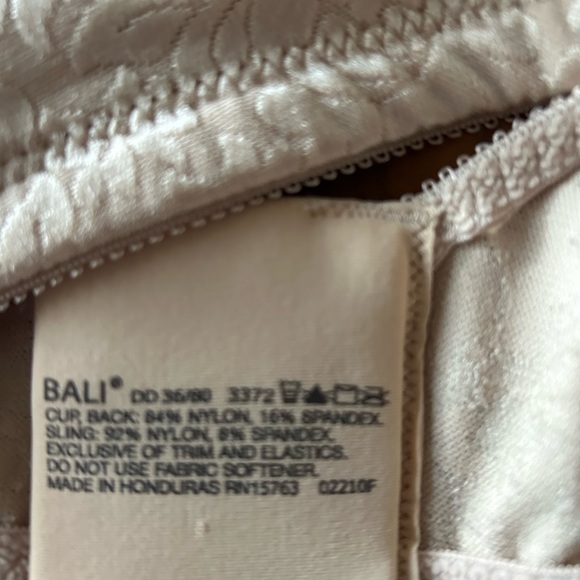 BALI® DD 36/80 3372
CUP, BACK: 84% NYLON, 16% SPANDEX.
SLING: 92% NYLON, 8% SPANDEX.
EXCLUSIVE OF TRIM AND ELASTICS.
DO NOT USE FABRIC SOFTENER.
MADE IN HONDURAS RN15763 02210F